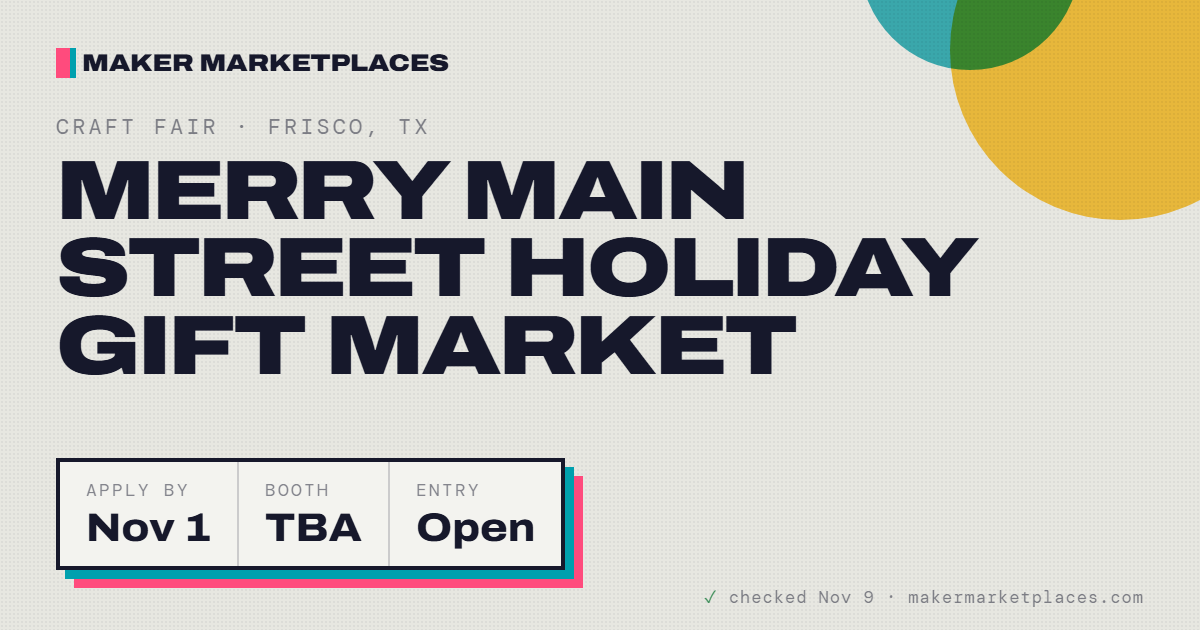 MAKER MARKETPLACES
CRAFT FAIR · FRISCO, TX
MERRY MAIN
STREET HOLIDAY
GIFT MARKET
APPLY BY
Nov 1
BOOTH
TBA
ENTRY
Open
✓ checked Nov 9 · makermarketplaces.com